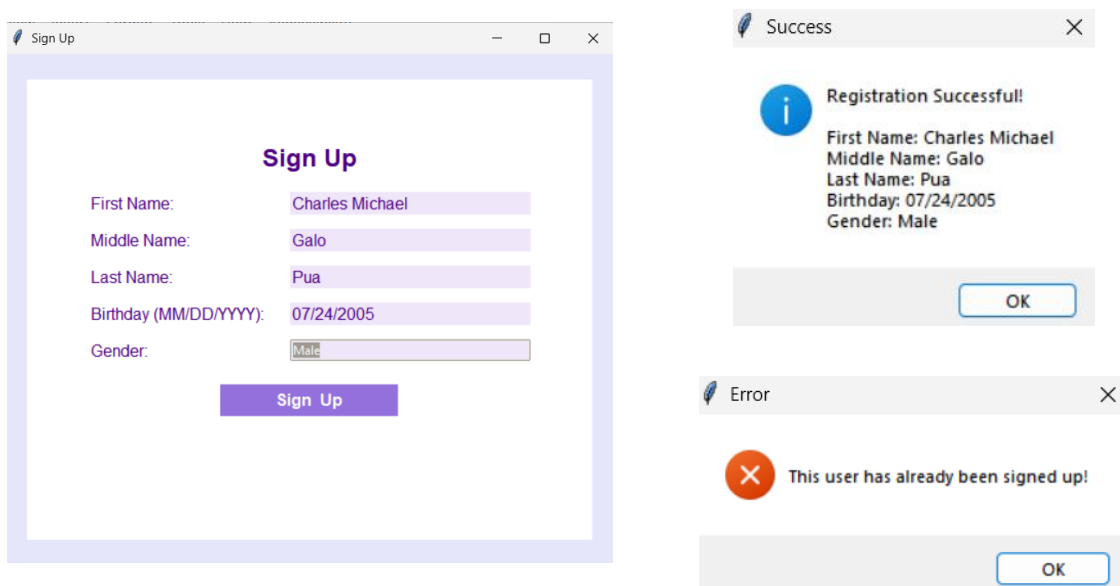 Sign Up
Sign Up
First Name: Charles Michael
Middle Name: Galo
Last Name: Pua
Birthday (MM/DD/YYYY): 07/24/2005
Gender: Male
Sign Up
Success
Registration Successful!
First Name: Charles Michael
Middle Name: Galo
Last Name: Pua
Birthday: 07/24/2005
Gender: Male
OK
Error
This user has already been signed up!
OK